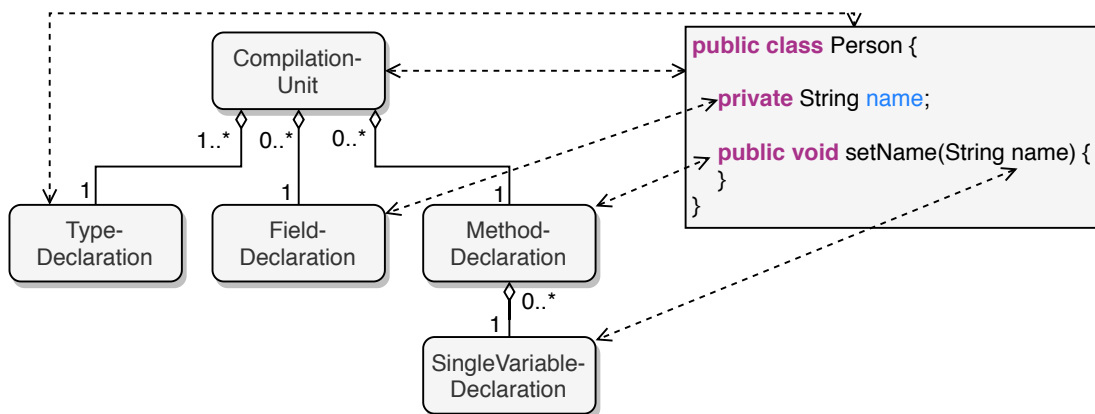 Compilation-
Unit
1..*
0..*
0..*
1
1
1
Type-
Declaration
Field-
Declaration
Method-
Declaration
0..*
1
SingleVariable-
Declaration
public class Person {
private String name;
public void setName(String name) {
}
}